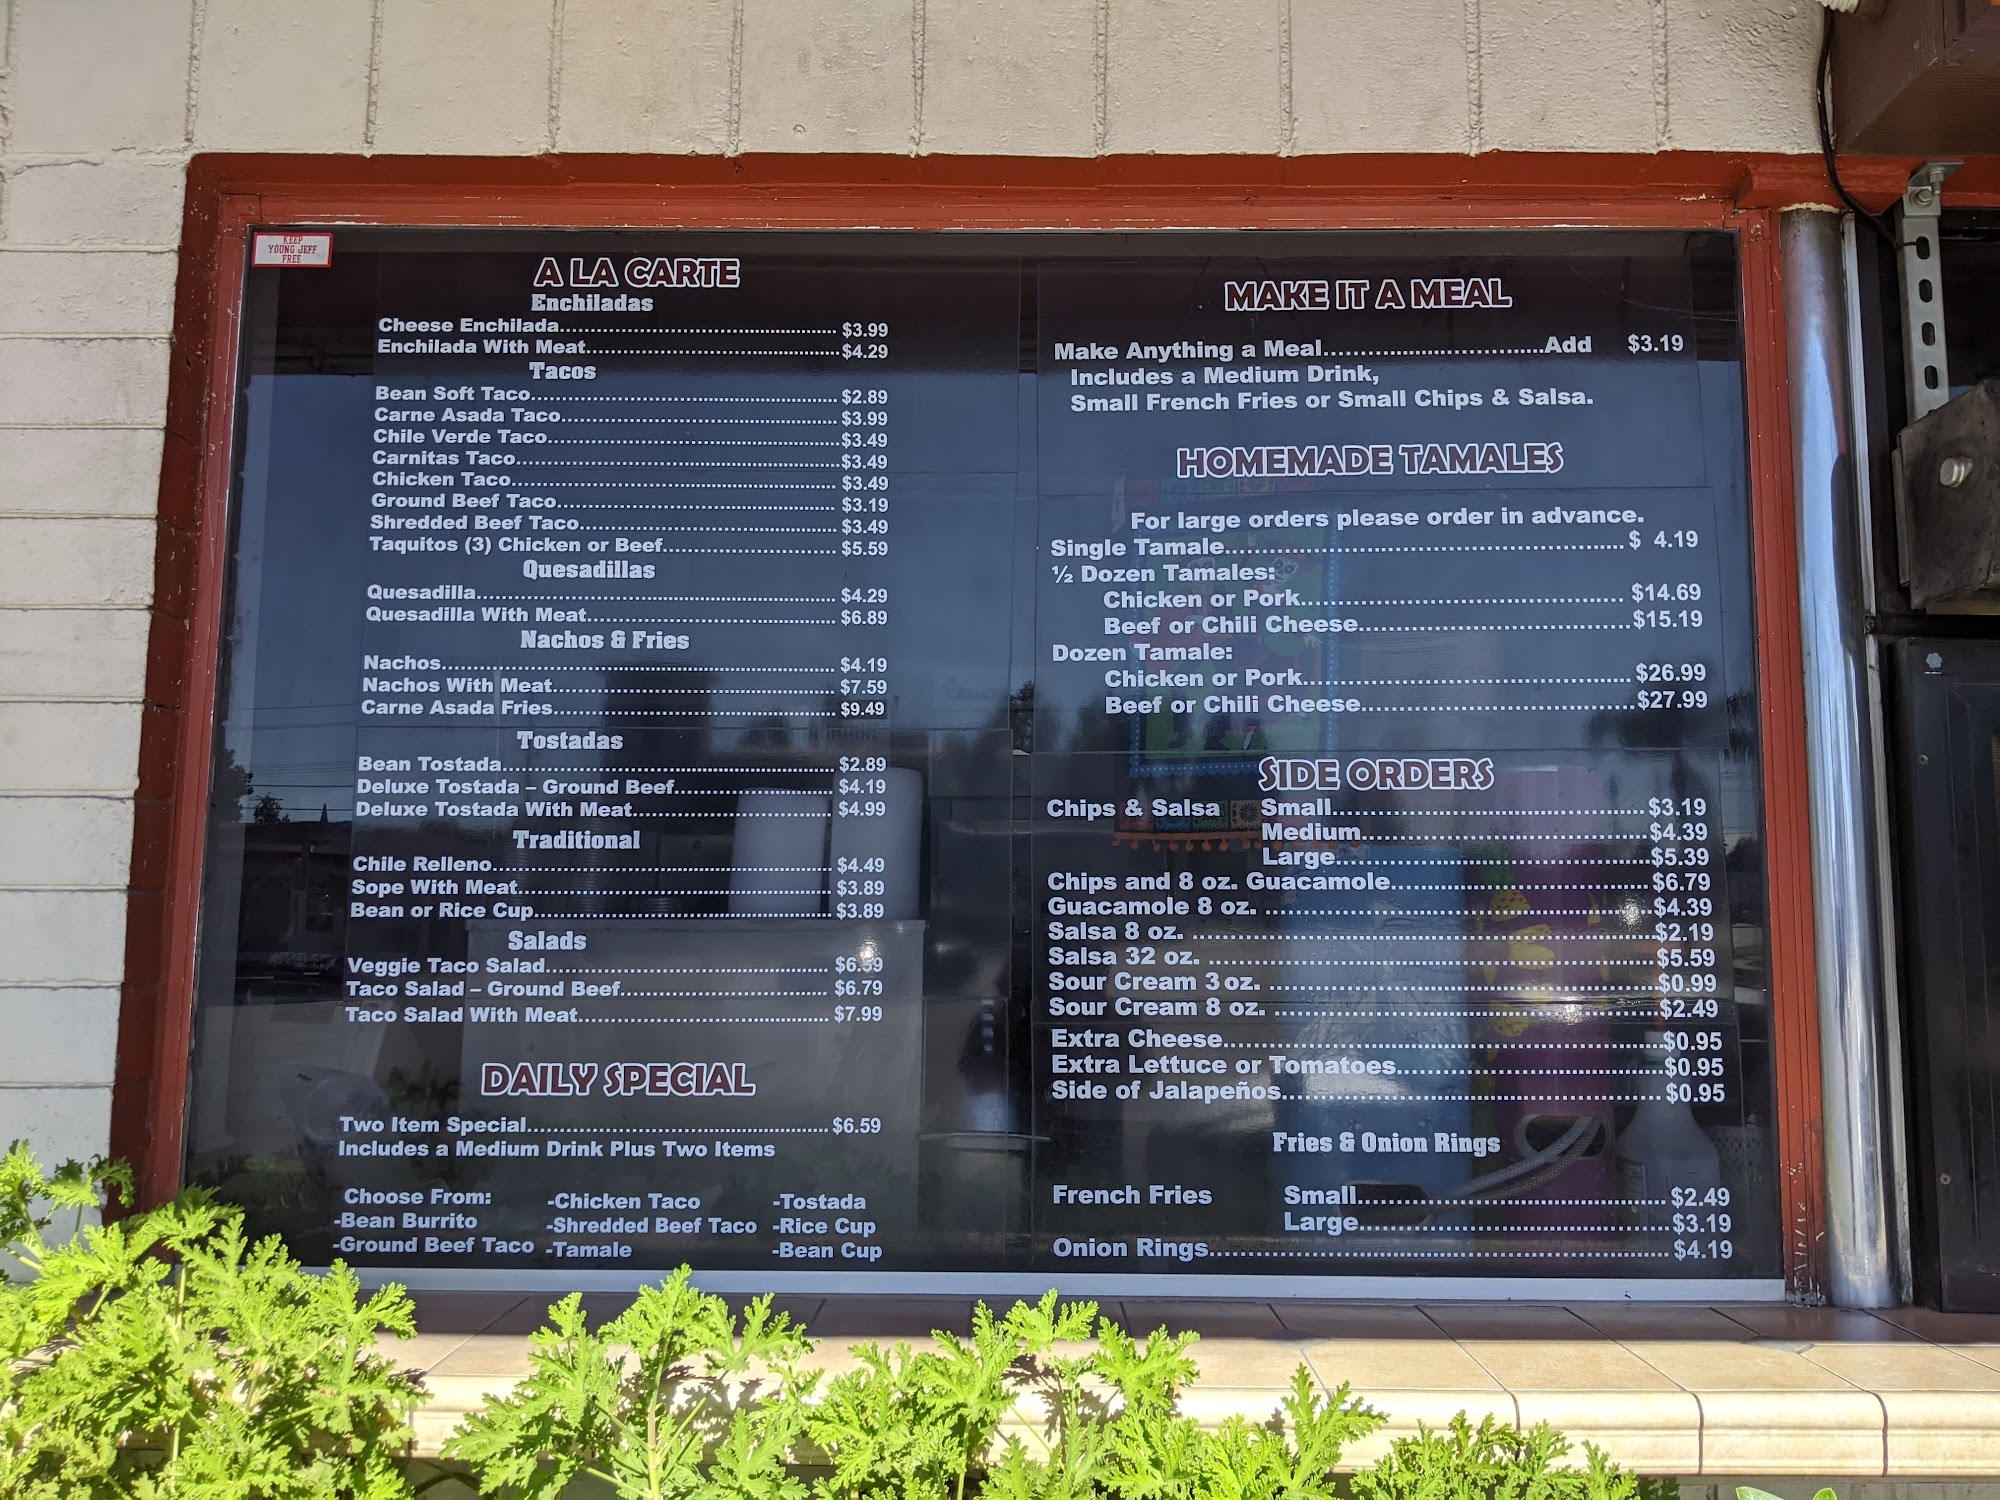 KEEP
YOUNG JEFF
FREE
A LA CARTE
Enchiladas
Cheese Enchilada $3.99
Enchilada With Meat $4.29
Tacos
Bean Soft Taco $2.89
Carne Asada Taco $3.99
Chile Verde Taco $3.49
Carnitas Taco $3.49
Chicken Taco $3.49
Ground Beef Taco $3.19
Shredded Beef Taco $3.49
Taquitos (3) Chicken or Beef $5.59
Quesadillas
Quesadilla $4.29
Quesadilla With Meat $6.89
Nachos & Fries
Nachos $4.19
Nachos With Meat $7.59
Carne Asada Fries $9.49
Tostadas
Bean Tostada $2.89
Deluxe Tostada – Ground Beef $4.19
Deluxe Tostada With Meat $4.99
Traditional
Chile Relleno $4.49
Sope With Meat $3.89
Bean or Rice Cup $3.89
Salads
Veggie Taco Salad
Taco Salad – Ground Beef $6.79
Taco Salad With Meat $7.99
DAILY SPECIAL
Two Item Special $6.59
Includes a Medium Drink Plus Two Items
Choose From:
-Bean Burrito
-Ground Beef Taco
-Chicken Taco
-Shredded Beef Taco
-Tamale
-Tostada
-Rice Cup
-Bean Cup
MAKE IT A MEAL
Make Anything a Meal Add $3.19
Includes a Medium Drink,
Small French Fries or Small Chips & Salsa.
HOMEMADE TAMALES
For large orders please order in advance.
Single Tamale $ 4.19
½ Dozen Tamales:
Chicken or Pork $14.69
Beef or Chili Cheese $15.19
Dozen Tamale:
Chicken or Pork $26.99
Beef or Chili Cheese $27.99
SIDE ORDERS
Chips & Salsa Small $3.19
Medium $4.39
Large $5.39
Chips and 8 oz. Guacamole $6.79
Guacamole 8 oz. $4.39
Salsa 8 oz. $2.19
Salsa 32 oz. $5.59
Sour Cream 3 oz. $0.99
Sour Cream 8 oz. $2.49
Extra Cheese $0.95
Extra Lettuce or Tomatoes $0.95
Side of Jalapeños $0.95
Fries & Onion Rings
French Fries Small $2.49
Large $3.19
Onion Rings $4.19